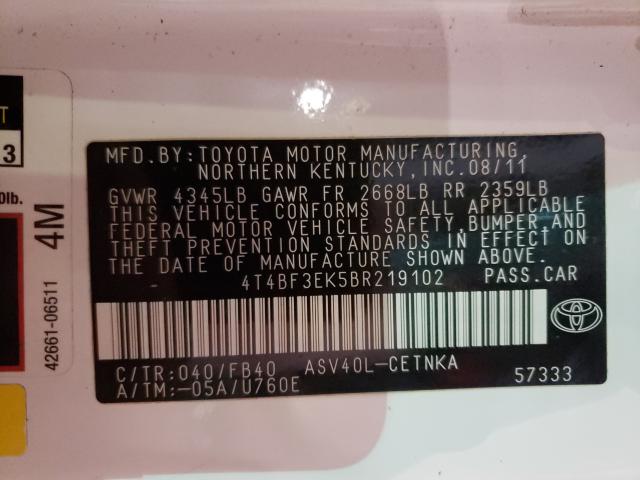 MFD.BY:TOYOTA MOTOR MANUFACTURING
NORTHERN KENTUCKY,INC.08/11
GVWR 4345LB GAWR FR 2668LB RR 2359LB
THIS VEHICLE CONFORMS TO ALL APPLICABLE
FEDERAL MOTOR VEHICLE SAFETY,BUMPER,AND
THEFT PREVENTION STANDARDS IN EFFECT ON
THE DATE OF MANUFACTURE SHOWN ABOVE.
4T4BF3EK5BR219102 PASS.CAR
C/TR:040/FB40 ASV40L-CETNKA
A/TM:-05A/U760E 57333
T
13
0lb.
4M
42661-06511